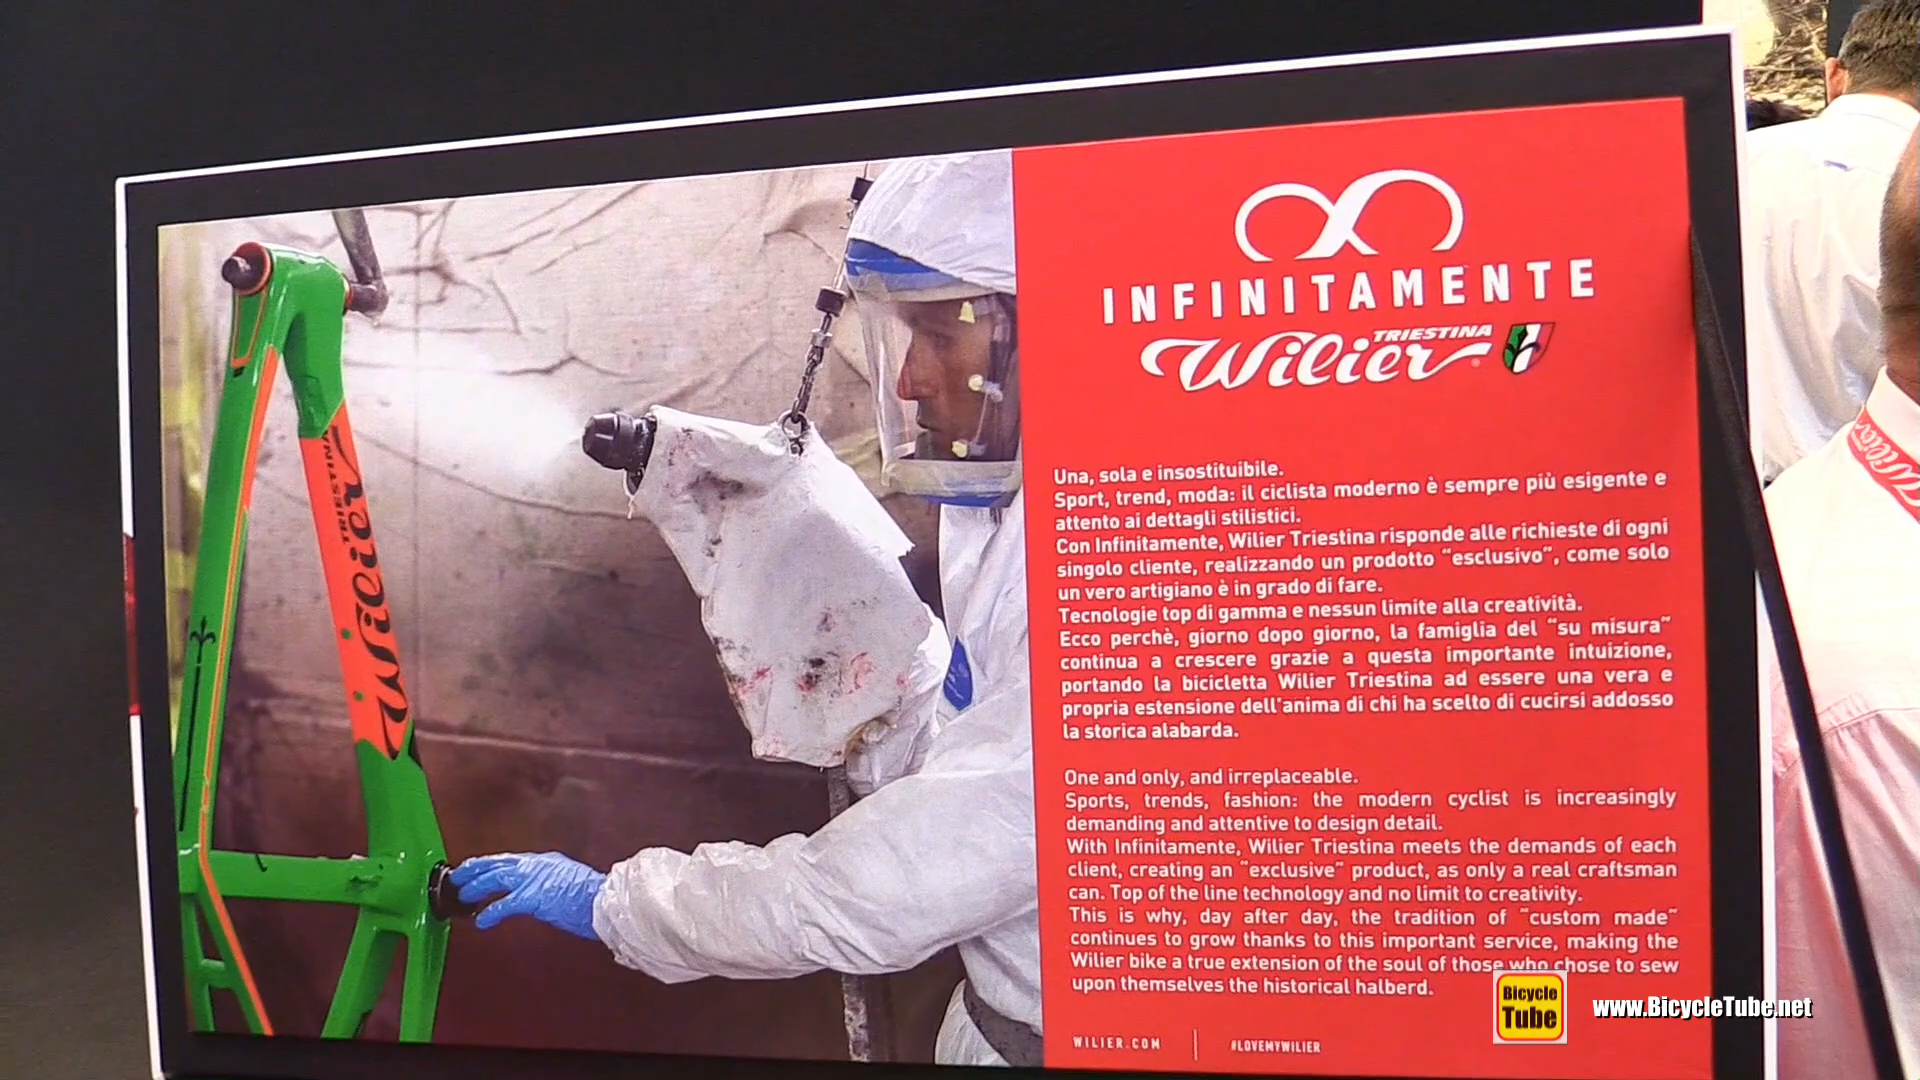 INFINITAMENTE
Wilier TRIESTINA
Una, sola e insostituibile.
Sport, trend, moda: il ciclista moderno è sempre più esigente e
attento ai dettagli stilistici.
Con Infinitamente, Wilier Triestina risponde alle richieste di ogni
singolo cliente, realizzando un prodotto “esclusivo”, come solo
un vero artigiano è in grado di fare.
Tecnologie top di gamma e nessun limite alla creatività.
Ecco perchè, giorno dopo giorno, la famiglia del “su misura”
continua a crescere grazie a questa importante intuizione,
portando la bicicletta Wilier Triestina ad essere una vera e
propria estensione dell'anima di chi ha scelto di cucirsi addosso
la storica alabarda.
One and only, and irreplaceable.
Sports, trends, fashion: the modern cyclist is increasingly
demanding and attentive to design detail.
With Infinitamente, Wilier Triestina meets the demands of each
client, creating an “exclusive” product, as only a real craftsman
can. Top of the line technology and no limit to creativity.
This is why, day after day, the tradition of “custom made”
continues to grow thanks to this important service, making the
Wilier bike a true extension of the soul of those who chose to sew
upon themselves the historical halberd.
WILIER.COM
#LOVEMYWILIER
Wilier TRIESTINA
Wilier
Bicycle
Tube
www.BicycleTube.net